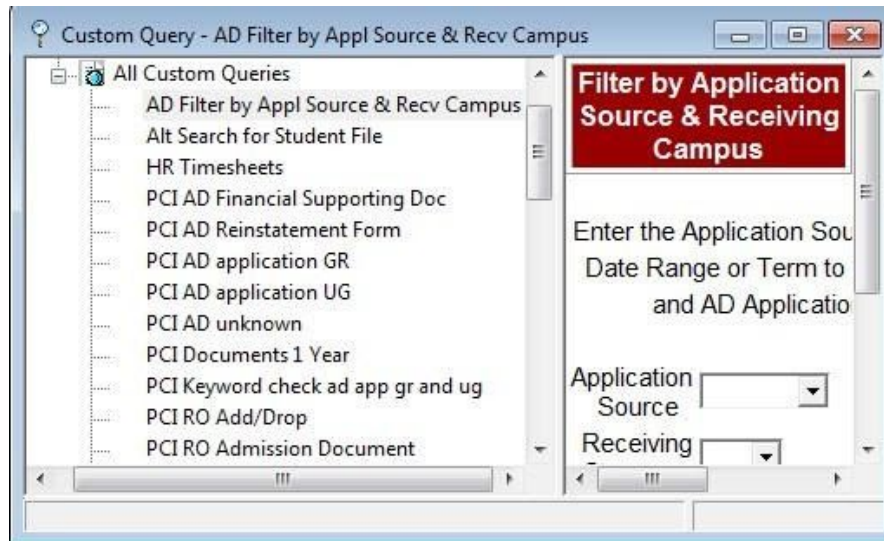 Custom Query - AD Filter by Appl Source & Recv Campus
All Custom Queries
AD Filter by Appl Source & Recv Campus
Alt Search for Student File
HR Timesheets
PCI AD Financial Supporting Doc
PCI AD Reinstatement Form
PCI AD application GR
PCI AD application UG
PCI AD unknown
PCI Documents 1 Year
PCI Keyword check ad app gr and ug
PCI RO Add/Drop
PCI RO Admission Document
Filter by Application
Source & Receiving
Campus
Enter the Application Sou
Date Range or Term to
and AD Applicatio
Application
Source
Receiving